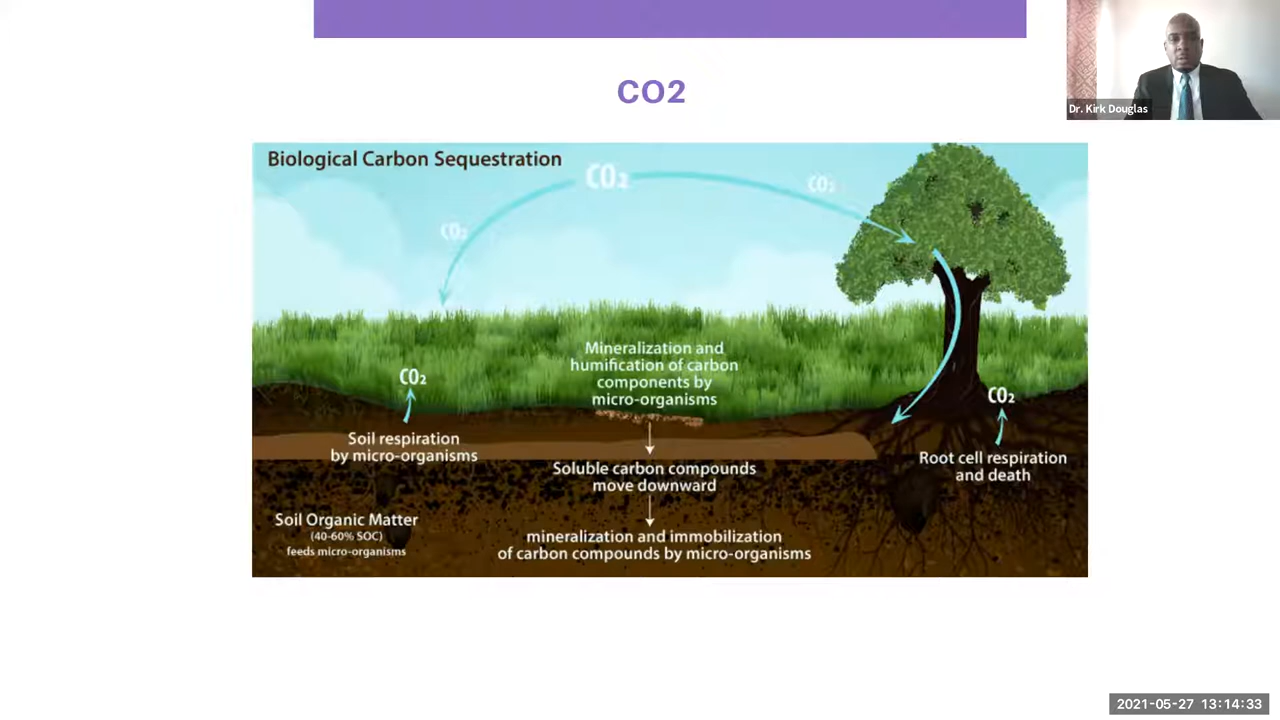 CO2
Dr. Kirk Douglas
Biological Carbon Sequestration
CO₂
CO₂
CO₂
Mineralization and
humification of carbon
components by
micro-organisms
CO₂
CO₂
Soil respiration
by micro-organisms
Soluble carbon compounds
move downward
Root cell respiration
and death
Soil Organic Matter
(40-60% SOC)
feeds micro-organisms
mineralization and immobilization
of carbon compounds by micro-organisms
2021-05-27 13:14:33